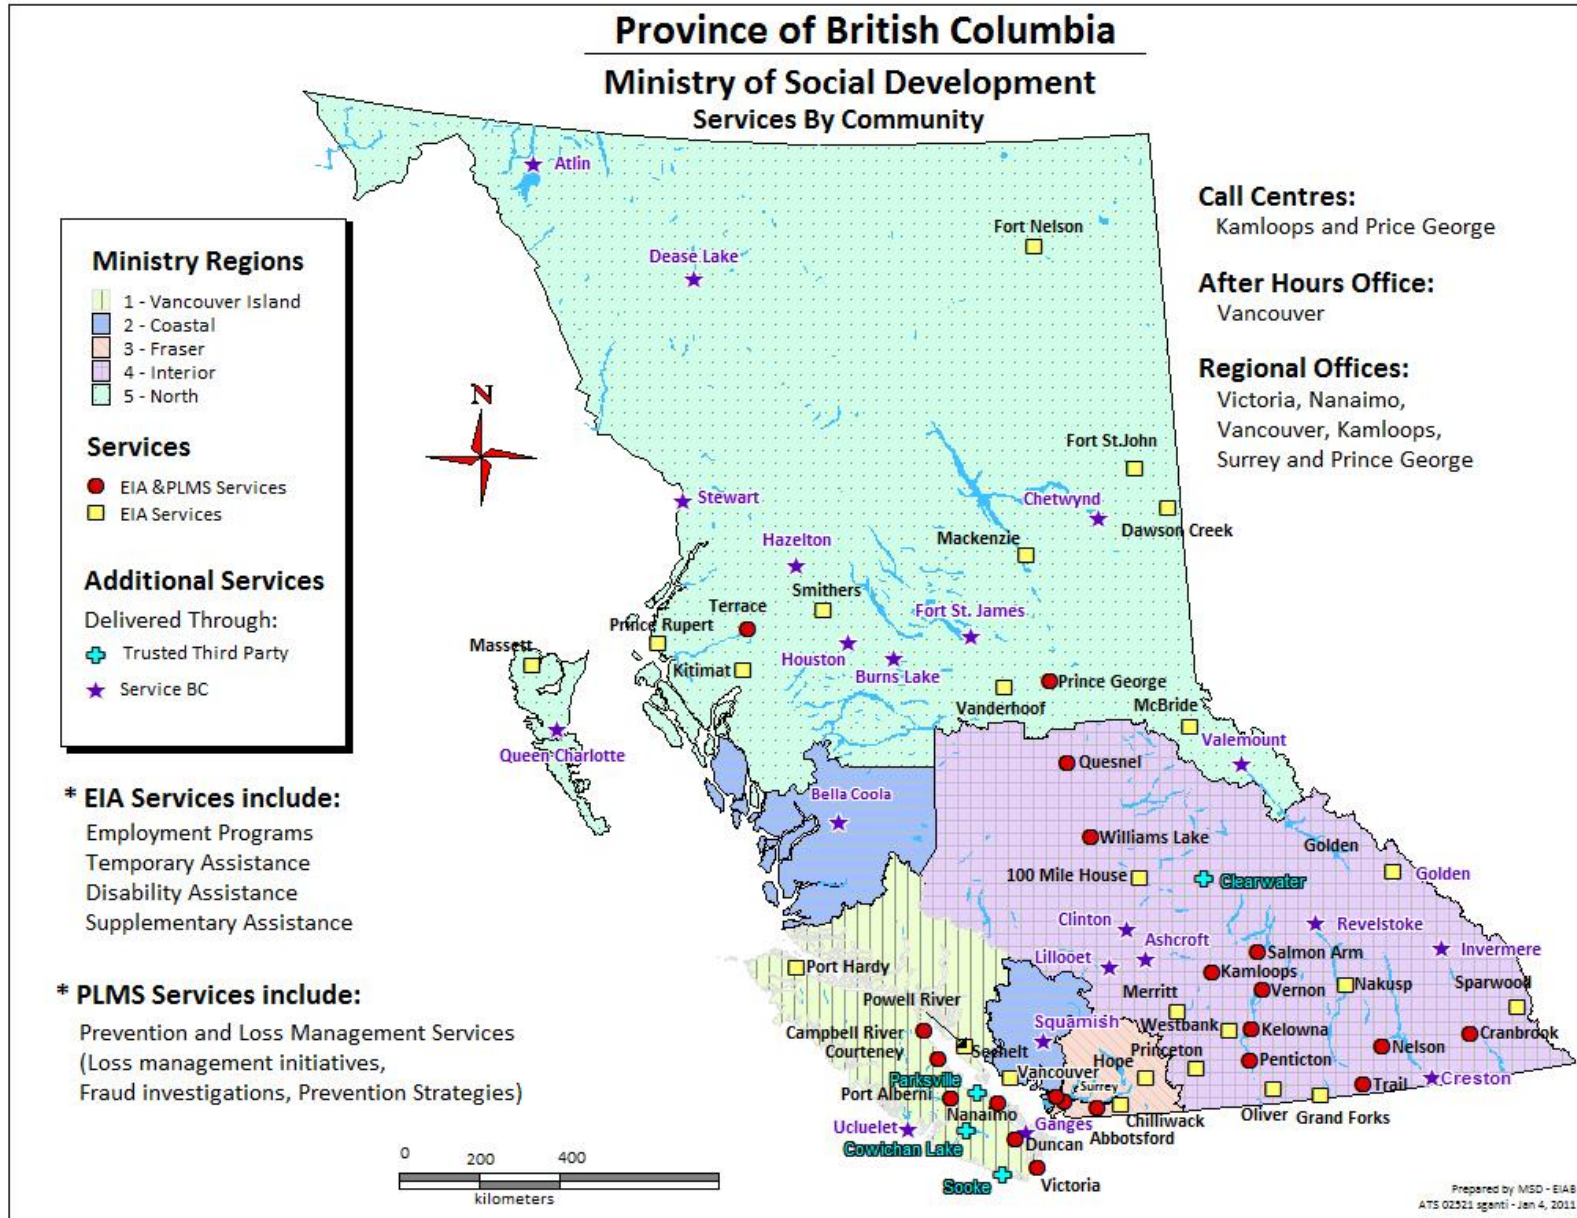 Province of British Columbia
Ministry of Social Development
Services By Community
Atlin
Dease Lake
Fort Nelson
Call Centres:
Kamloops and Price George
After Hours Office:
Vancouver
Regional Offices:
Victoria, Nanaimo,
Vancouver, Kamloops,
Surrey and Prince George
Ministry Regions
1 - Vancouver Island
2 - Coastal
3 - Fraser
4 - Interior
5 - North
Services
EIA &PLMS Services
EIA Services
Additional Services
Delivered Through:
Trusted Third Party
Service BC
N
Fort St.John
Stewart
Chetwynd
Dawson Creek
Hazelton
Mackenzie
Smithers
Terrace
Fort St. James
Prince Rupert
Massett
Kitimat
Houston
Burns Lake
Prince George
Vanderhoof
McBride
Queen Charlotte
Valemount
Quesnel
Bella Coola
Williams Lake
Golden
100 Mile House
Clearwater
Golden
Clinton
Ashcroft
Revelstoke
Lillooet
Salmon Arm
Invermere
Port Hardy
Kamloops
Merritt
Vernon
Nakusp
Sparwood
Powell River
Squamish
Westbank
Kelowna
Cranbrook
Campbell River
Courteney
Sechelt
Hope
Princeton
Nelson
Penticton
Vancouver
Surrey
Parksville
Port Alberni
Trail
Creston
Nanaimo
Oliver
Grand Forks
Ucluelet
Ganges
Chilliwack
Abbotsford
Cowichan Lake
Duncan
Sooke
Victoria
* EIA Services include:
Employment Programs
Temporary Assistance
Disability Assistance
Supplementary Assistance
* PLMS Services include:
Prevention and Loss Management Services
(Loss management initiatives,
Fraud investigations, Prevention Strategies)
0 200 400
kilometers
Prepared by MSD - EIAB
ATS 02521 sganti - Jan 4, 2011